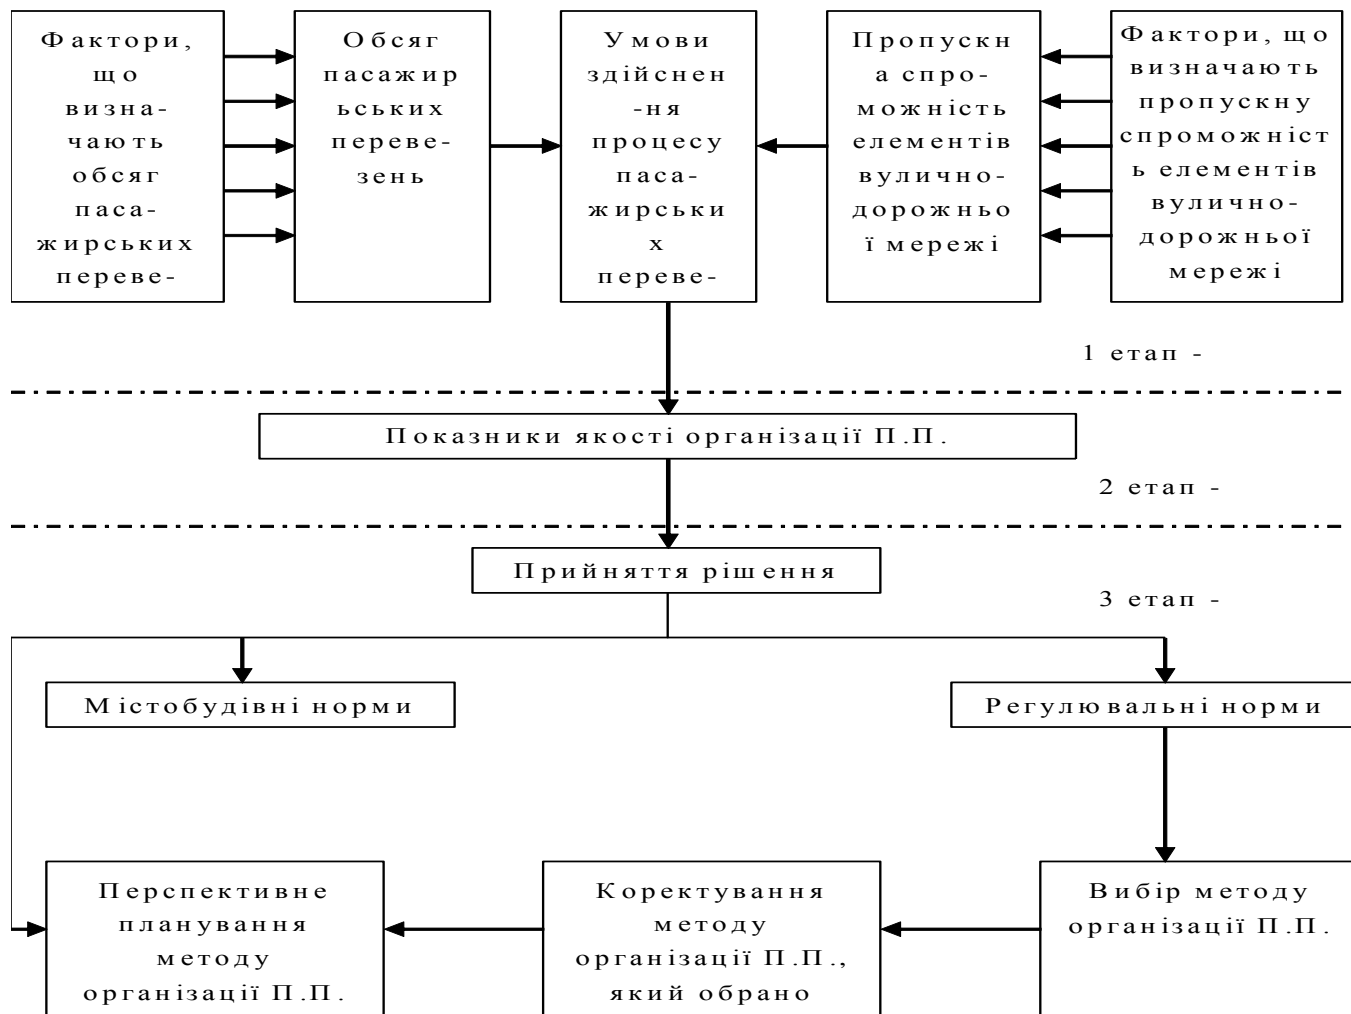 Фактори,
що
визна-
чають
обсяг
паса-
жирських
переве-
Обсяг
пасажир
ьських
переве-
зень
Умови
здійснен
-ня
процесу
паса-
жирськи
х
переве-
Пропускн
а спро-
можність
елементів
вулично-
дорожньо
ї мережі
Фактори, що
визначають
пропускну
спроможніст
ь елементів
вулично-
дорожньої
мережі
1 етап -
Показники якості організації П.П.
2 етап -
Прийняття рішення
3 етап -
Містобудівні норми
Регулювальні норми
Перспективне
планування
методу
організації П.П.
Коректування
методу
організації П.П.,
який обрано
Вибір методу
організації П.П.